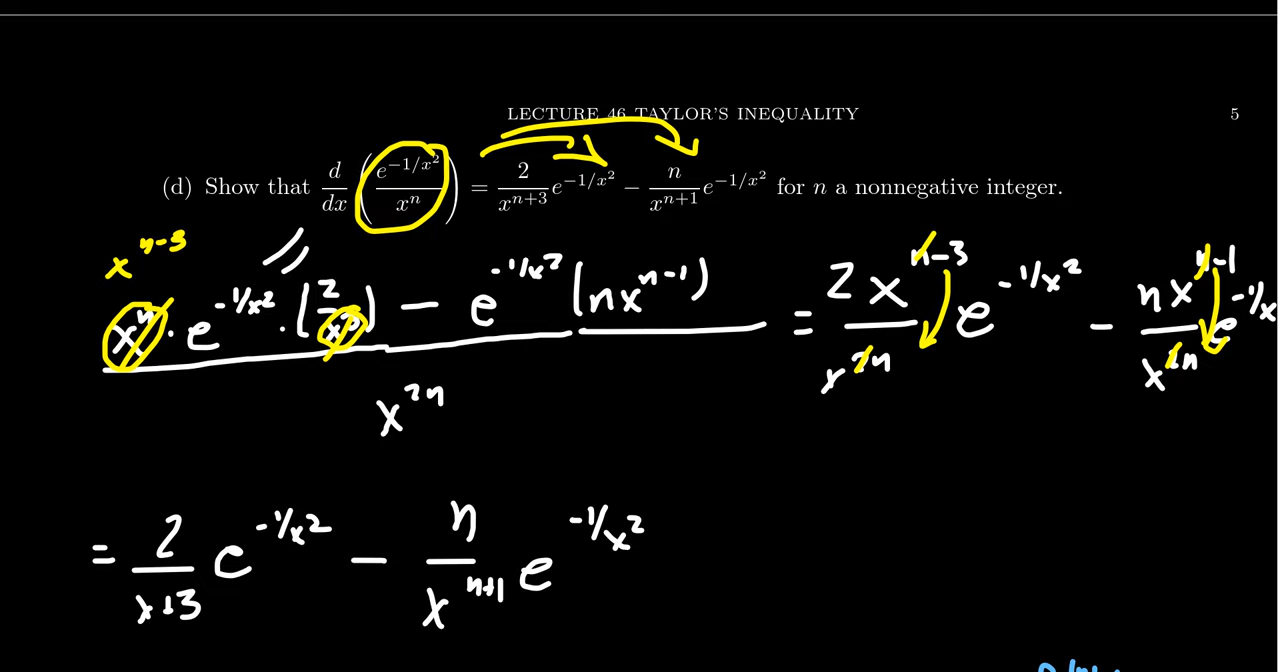 LECTURE 46 TAYLOR'S INEQUALITY 5
(d) Show that d/dx (e^{-1/x^2}/x^n) = 2/x^{n+3} e^{-1/x^2} − n/x^{n+1} e^{-1/x^2} for n a nonnegative integer.
x^{n-3}
x^n · e^{-1/x^2} · (2/x^3) − e^{-1/x^2} (nx^{n-1}) / x^{2n} = 2x^{n-3}/x^{2n} e^{-1/x^2} − nx^{n-1}/x^{2n} e^{-1/x
= 2/x+3 e^{-1/x^2} − n/x^{n+1} e^{-1/x^2}